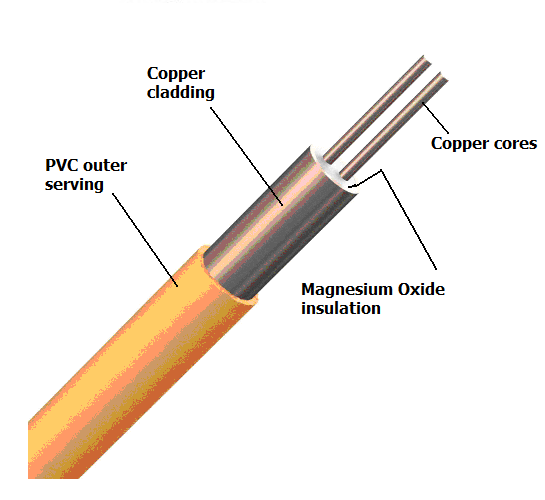 Copper
cladding
Copper cores
PVC outer
serving
Magnesium Oxide
insulation